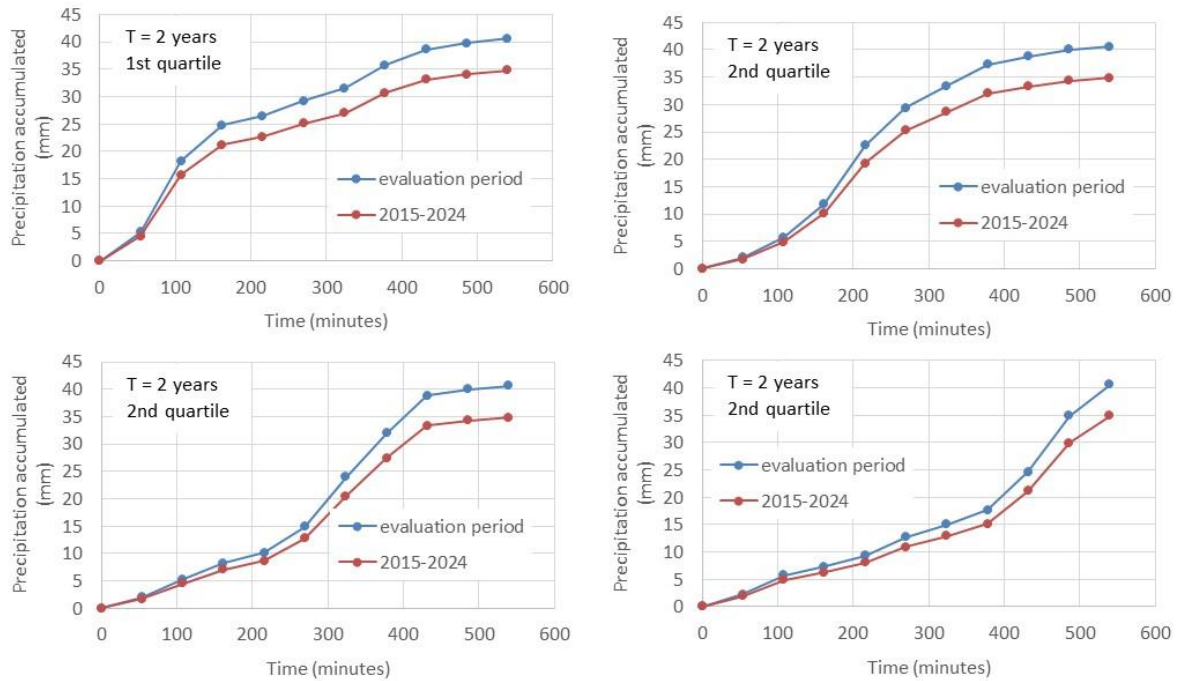 T = 2 years
1st quartile
Precipitation accumulated
(mm)
45
40
35
30
25
20
15
10
5
0
evaluation period
2015-2024
0 100 200 300 400 500 600
Time (minutes)
T = 2 years
2nd quartile
Precipitation accumulated
(mm)
45
40
35
30
25
20
15
10
5
0
evaluation period
2015-2024
0 100 200 300 400 500 600
Time (minutes)
T = 2 years
2nd quartile
Precipitation accumulated
(mm)
45
40
35
30
25
20
15
10
5
0
evaluation period
2015-2024
0 100 200 300 400 500 600
Time (minutes)
T = 2 years
2nd quartile
Precipitation accumulated
(mm)
45
40
35
30
25
20
15
10
5
0
evaluation period
2015-2024
0 100 200 300 400 500 600
Time (minutes)